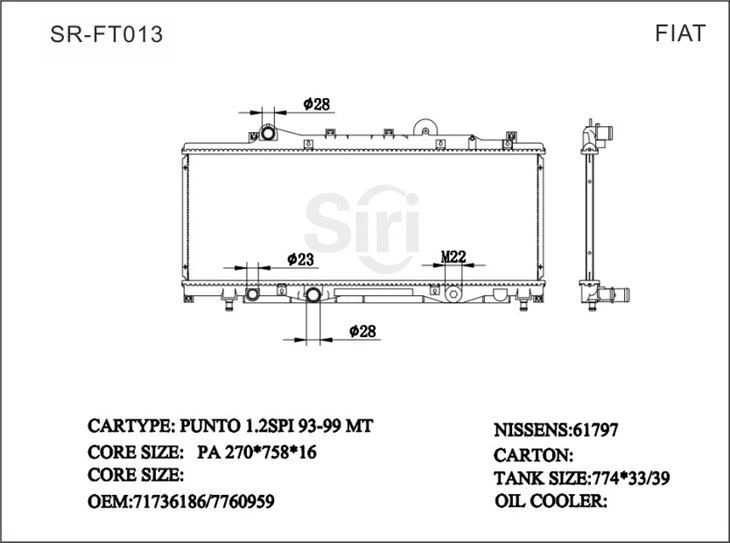 SR-FT013
FIAT
ϕ28
Siri
ϕ23
M22
ϕ28
CARTYPE: PUNTO 1.2SPI 93-99 MT
CORE SIZE: PA 270*758*16
CORE SIZE:
OEM:71736186/7760959
NISSENS:61797
CARTON:
TANK SIZE:774*33/39
OIL COOLER: